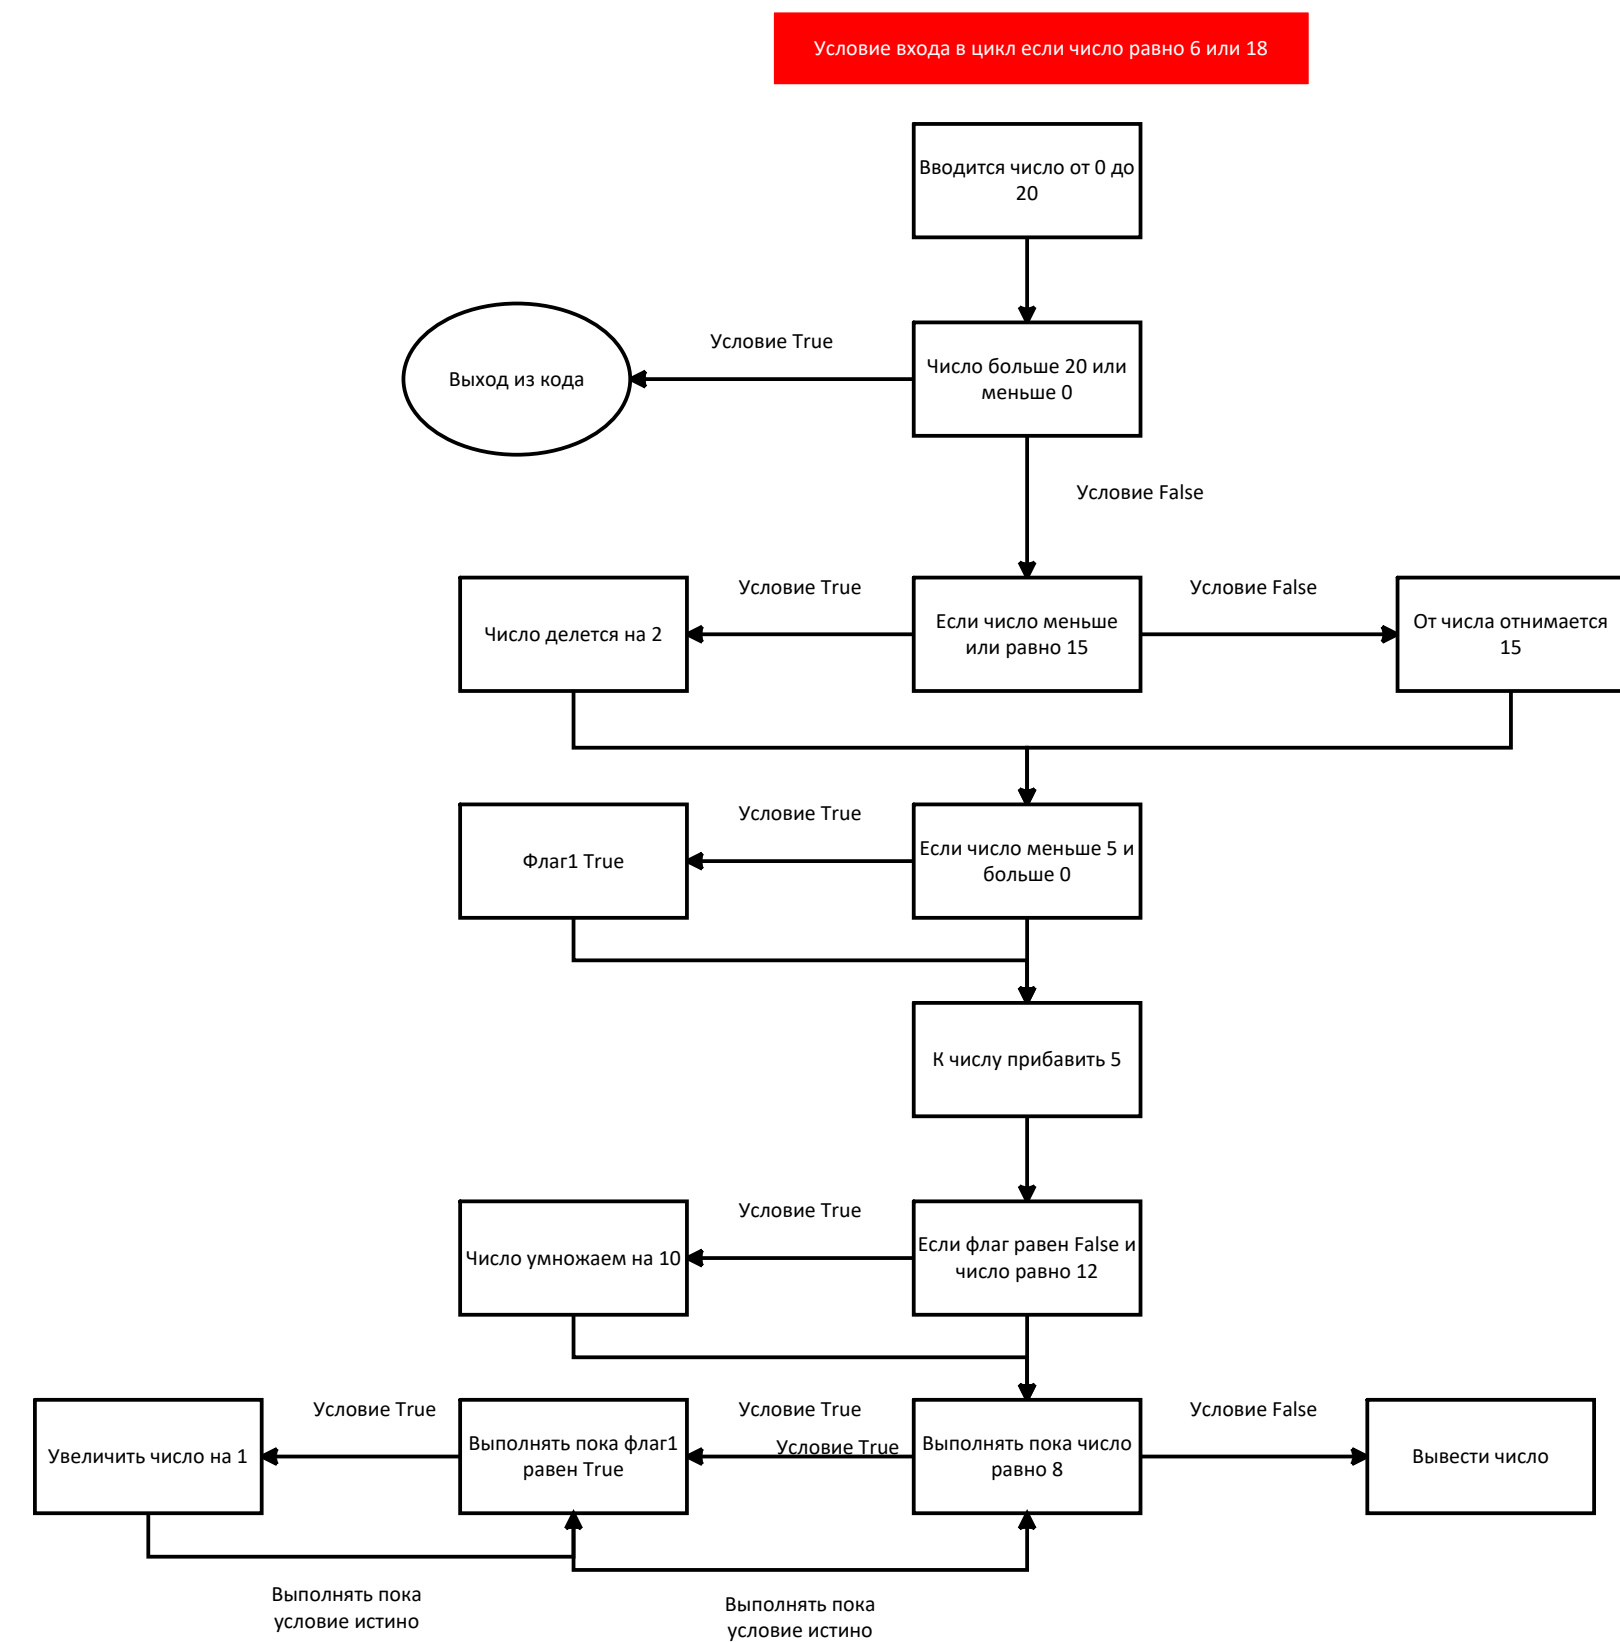 Условие входа в цикл если число равно 6 или 18
Вводится число от 0 до
20
Условие True
Выход из кода
Число больше 20 или
меньше 0
Условие False
Условие True
Условие False
Число делется на 2
Если число меньше
или равно 15
От числа отнимается
15
Условие True
Флаг1 True
Если число меньше 5 и
больше 0
К числу прибавить 5
Условие True
Число умножаем на 10
Если флаг равен False и
число равно 12
Условие True
Условие True
Условие True
Условие False
Увеличить число на 1
Выполнять пока флаг1
равен True
Выполнять пока число
равно 8
Вывести число
Выполнять пока
условие истино
Выполнять пока
условие истино